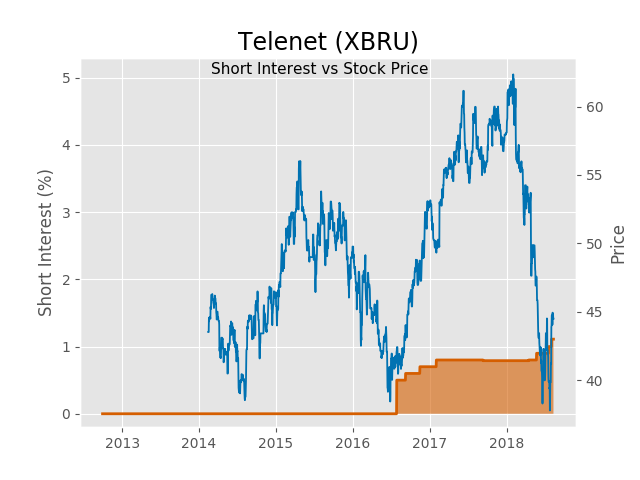 Telenet (XBRU)
Short Interest vs Stock Price
Short Interest (%)
5
4
3
2
1
0
60
55
50
45
40
Price
2013 2014 2015 2016 2017 2018